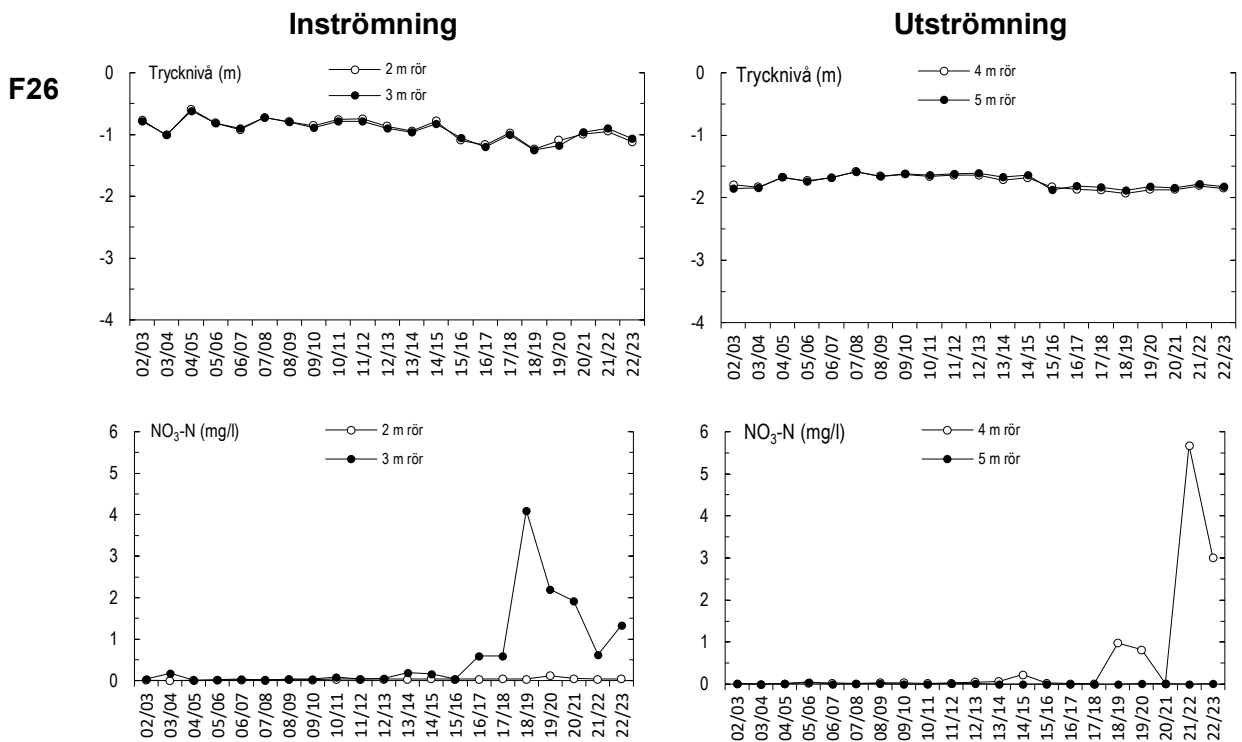 Inströmning
Utströmning
F26
Trycknivå (m)
2 m rör
3 m rör
0
-1
-2
-3
-4
02/03 03/04 04/05 05/06 06/07 07/08 08/09 09/10 10/11 11/12 12/13 13/14 14/15 15/16 16/17 17/18 18/19 19/20 20/21 21/22 22/23
Trycknivå (m)
4 m rör
5 m rör
0
-1
-2
-3
-4
02/03 03/04 04/05 05/06 06/07 07/08 08/09 09/10 10/11 11/12 12/13 13/14 14/15 15/16 16/17 17/18 18/19 19/20 20/21 21/22 22/23
NO₃-N (mg/l)
2 m rör
3 m rör
6
5
4
3
2
1
0
02/03 03/04 04/05 05/06 06/07 07/08 08/09 09/10 10/11 11/12 12/13 13/14 14/15 15/16 16/17 17/18 18/19 19/20 20/21 21/22 22/23
NO₃-N (mg/l)
4 m rör
5 m rör
6
5
4
3
2
1
0
02/03 03/04 04/05 05/06 06/07 07/08 08/09 09/10 10/11 11/12 12/13 13/14 14/15 15/16 16/17 17/18 18/19 19/20 20/21 21/22 22/23